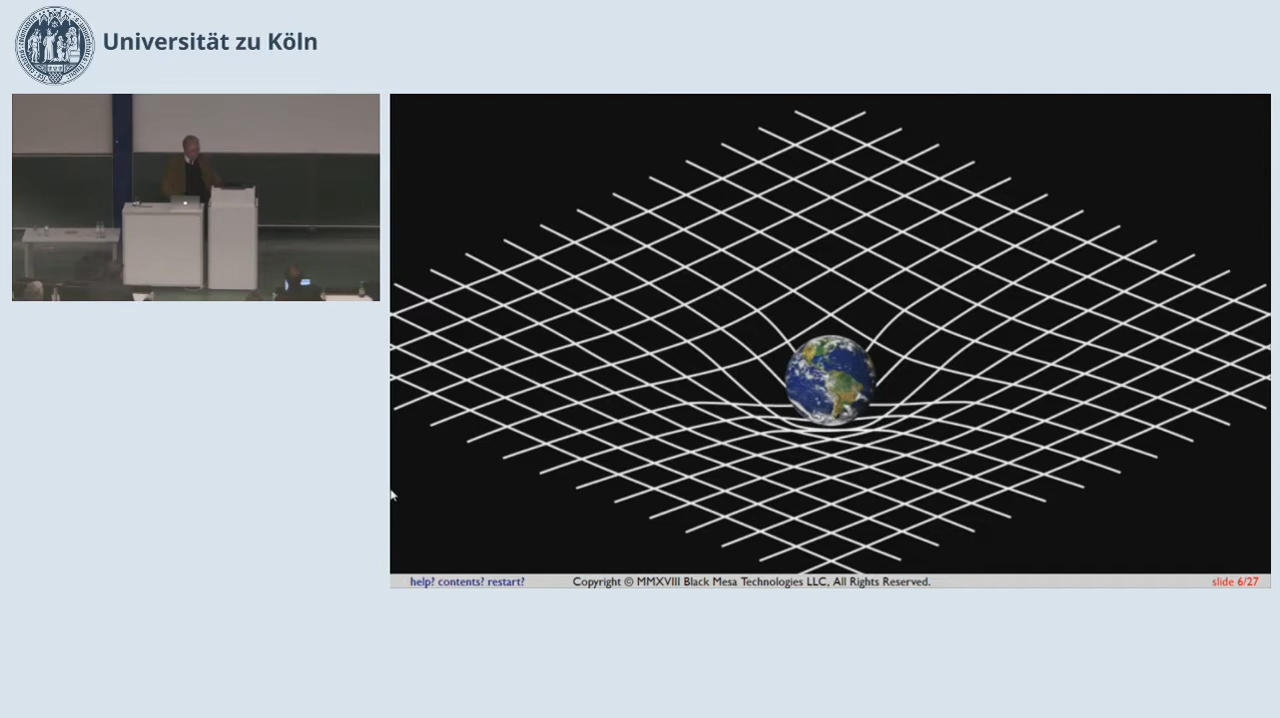 Universität zu Köln
help? contents? restart?
Copyright © MMXVIII Black Mesa Technologies LLC, All Rights Reserved.
slide 6/27